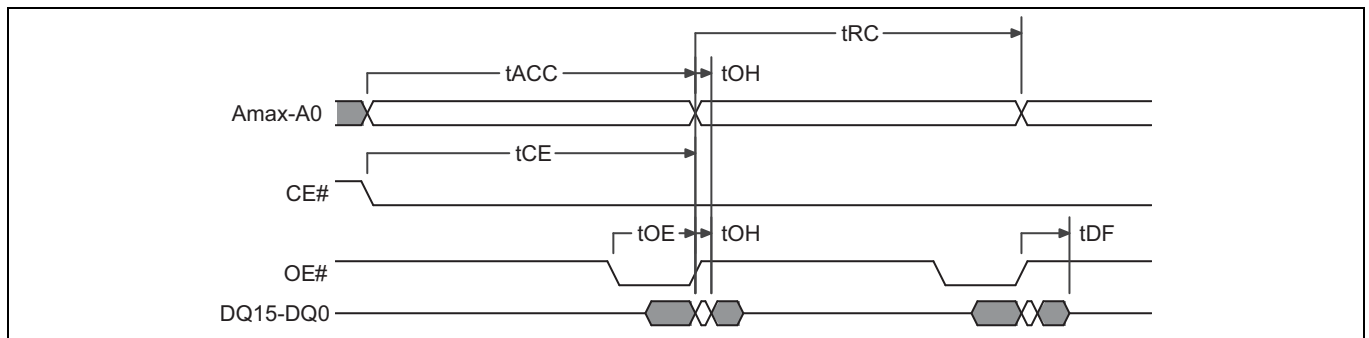 tRC
tACC tOH
Amax-A0
tCE
CE#
tOE tOH tDF
OE#
DQ15-DQ0